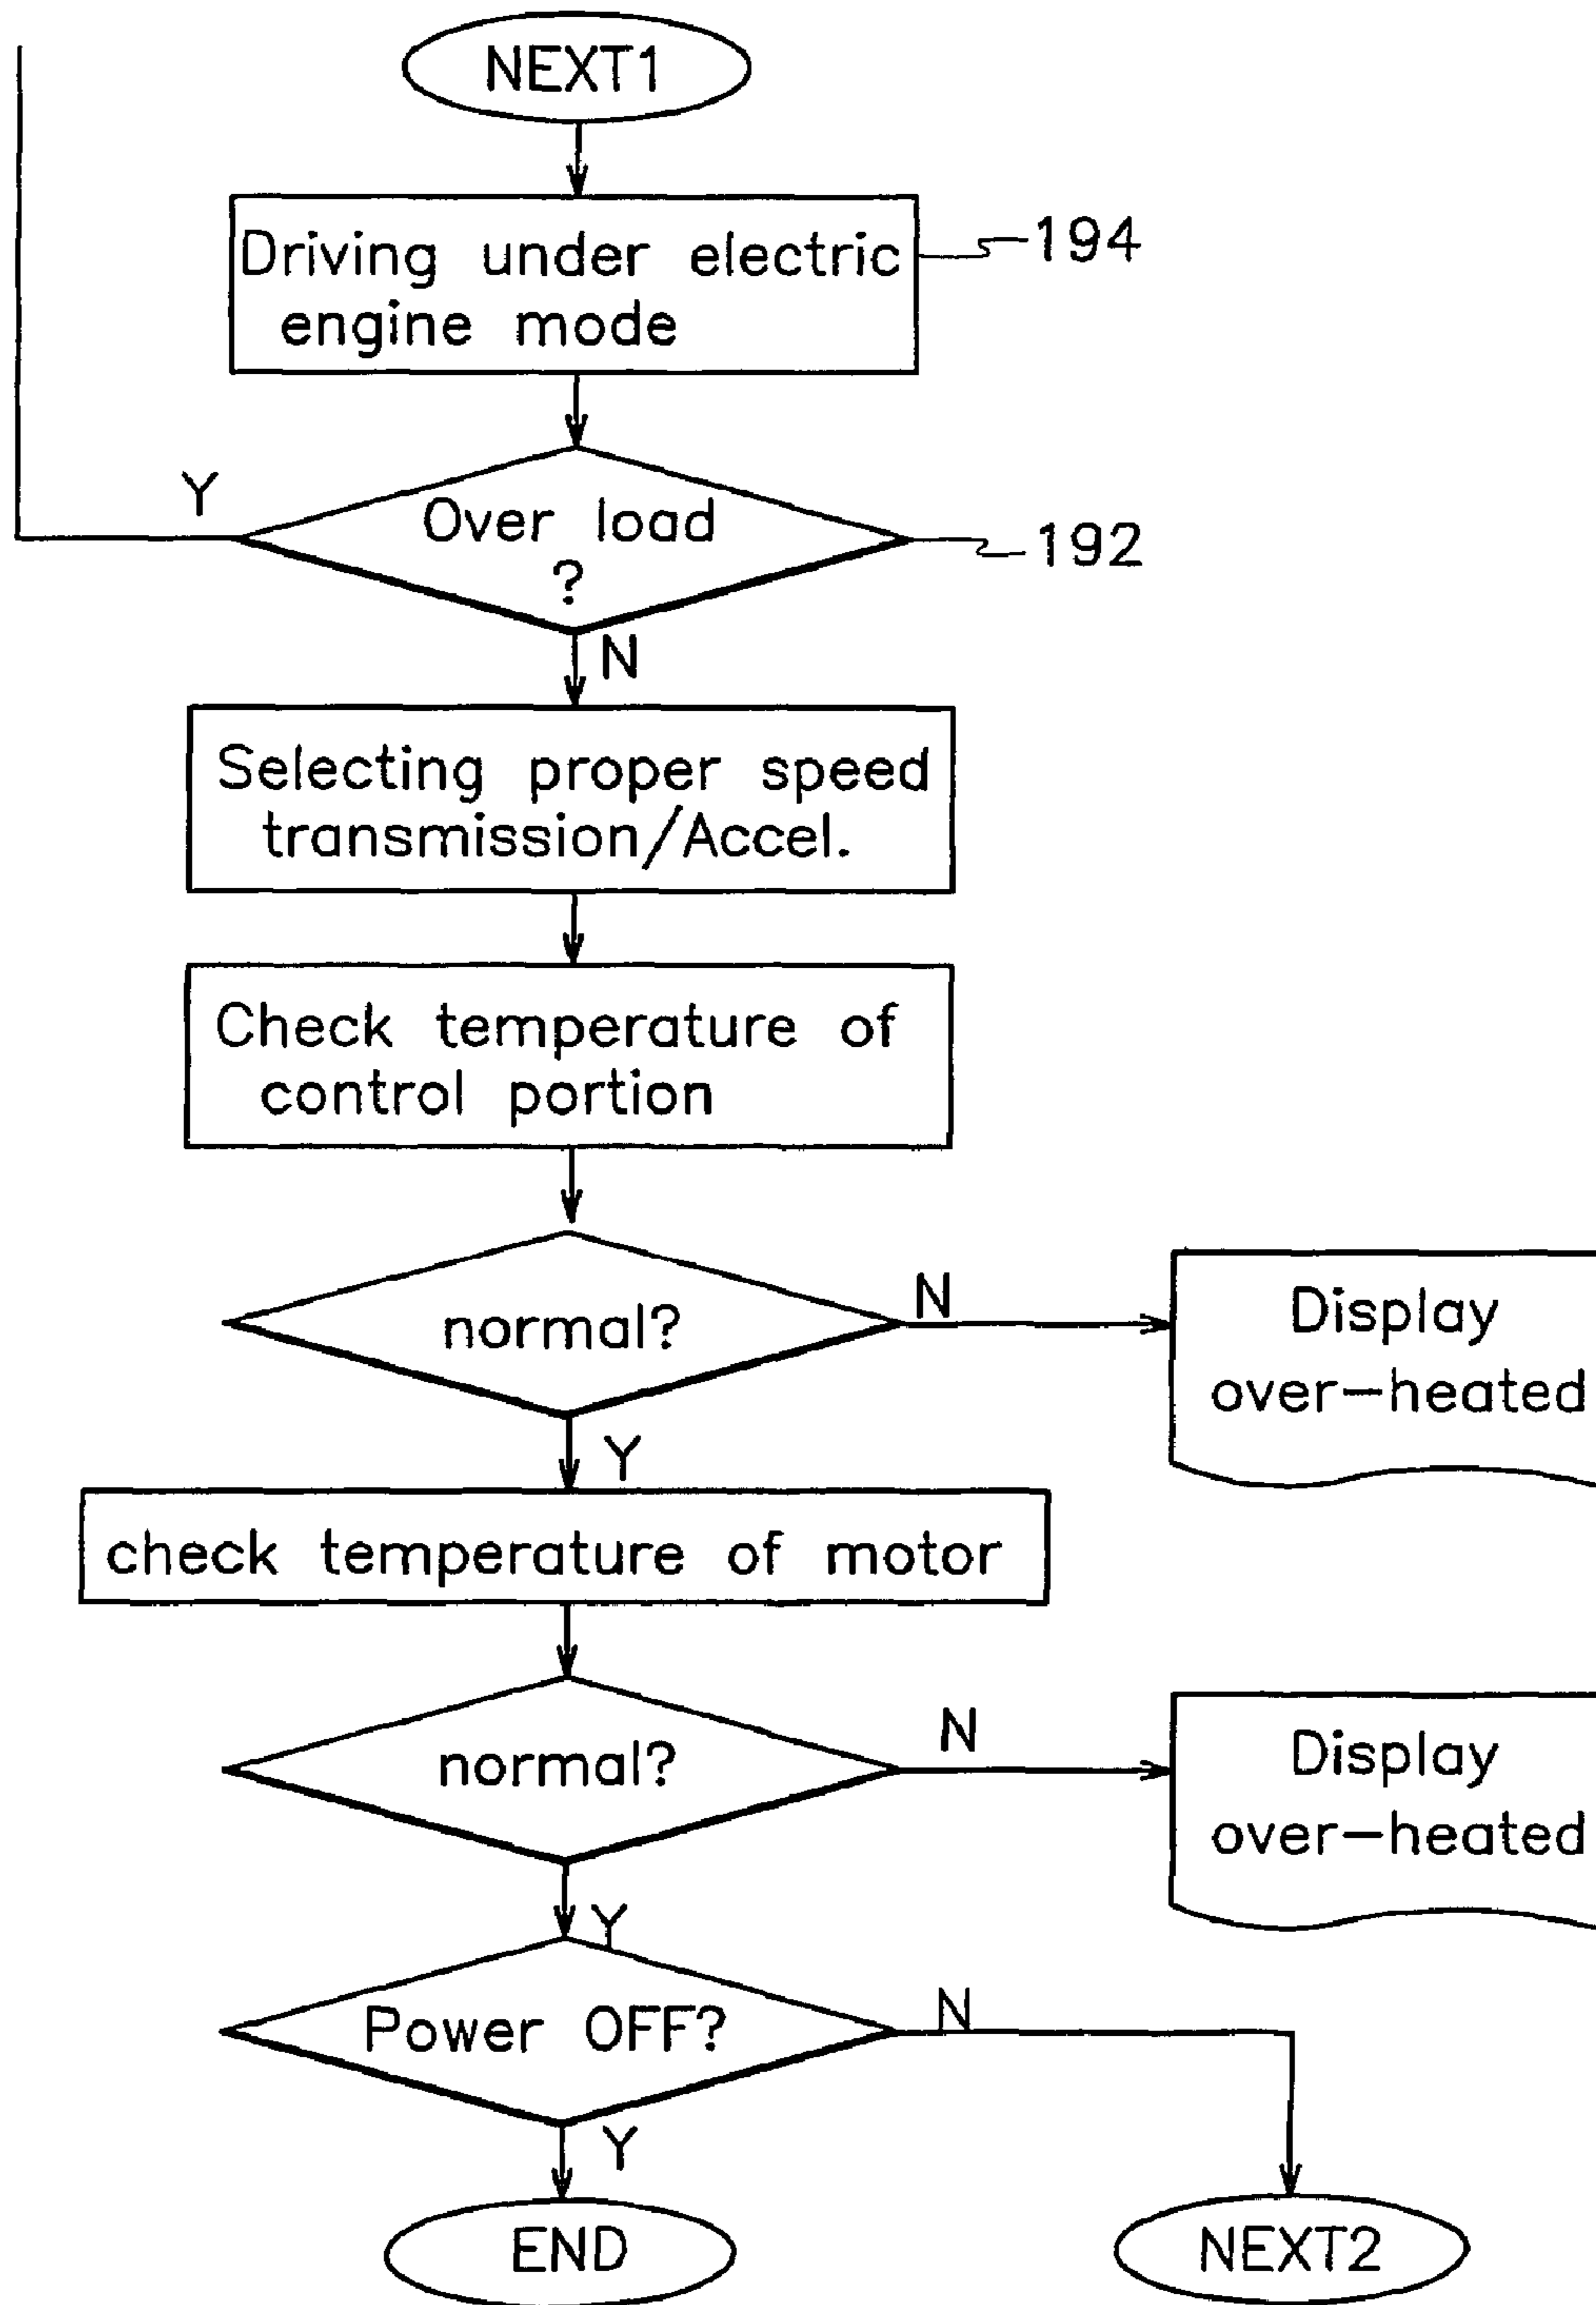 NEXT1
Driving under electric
engine mode
194
Y
Over load
?
192
N
Selecting proper speed
transmission/Accel.
Check temperature of
control portion
normal?
N
Display
over-heated
Y
check temperature of motor
normal?
N
Display
over-heated
Y
Power OFF?
N
Y
END
NEXT2